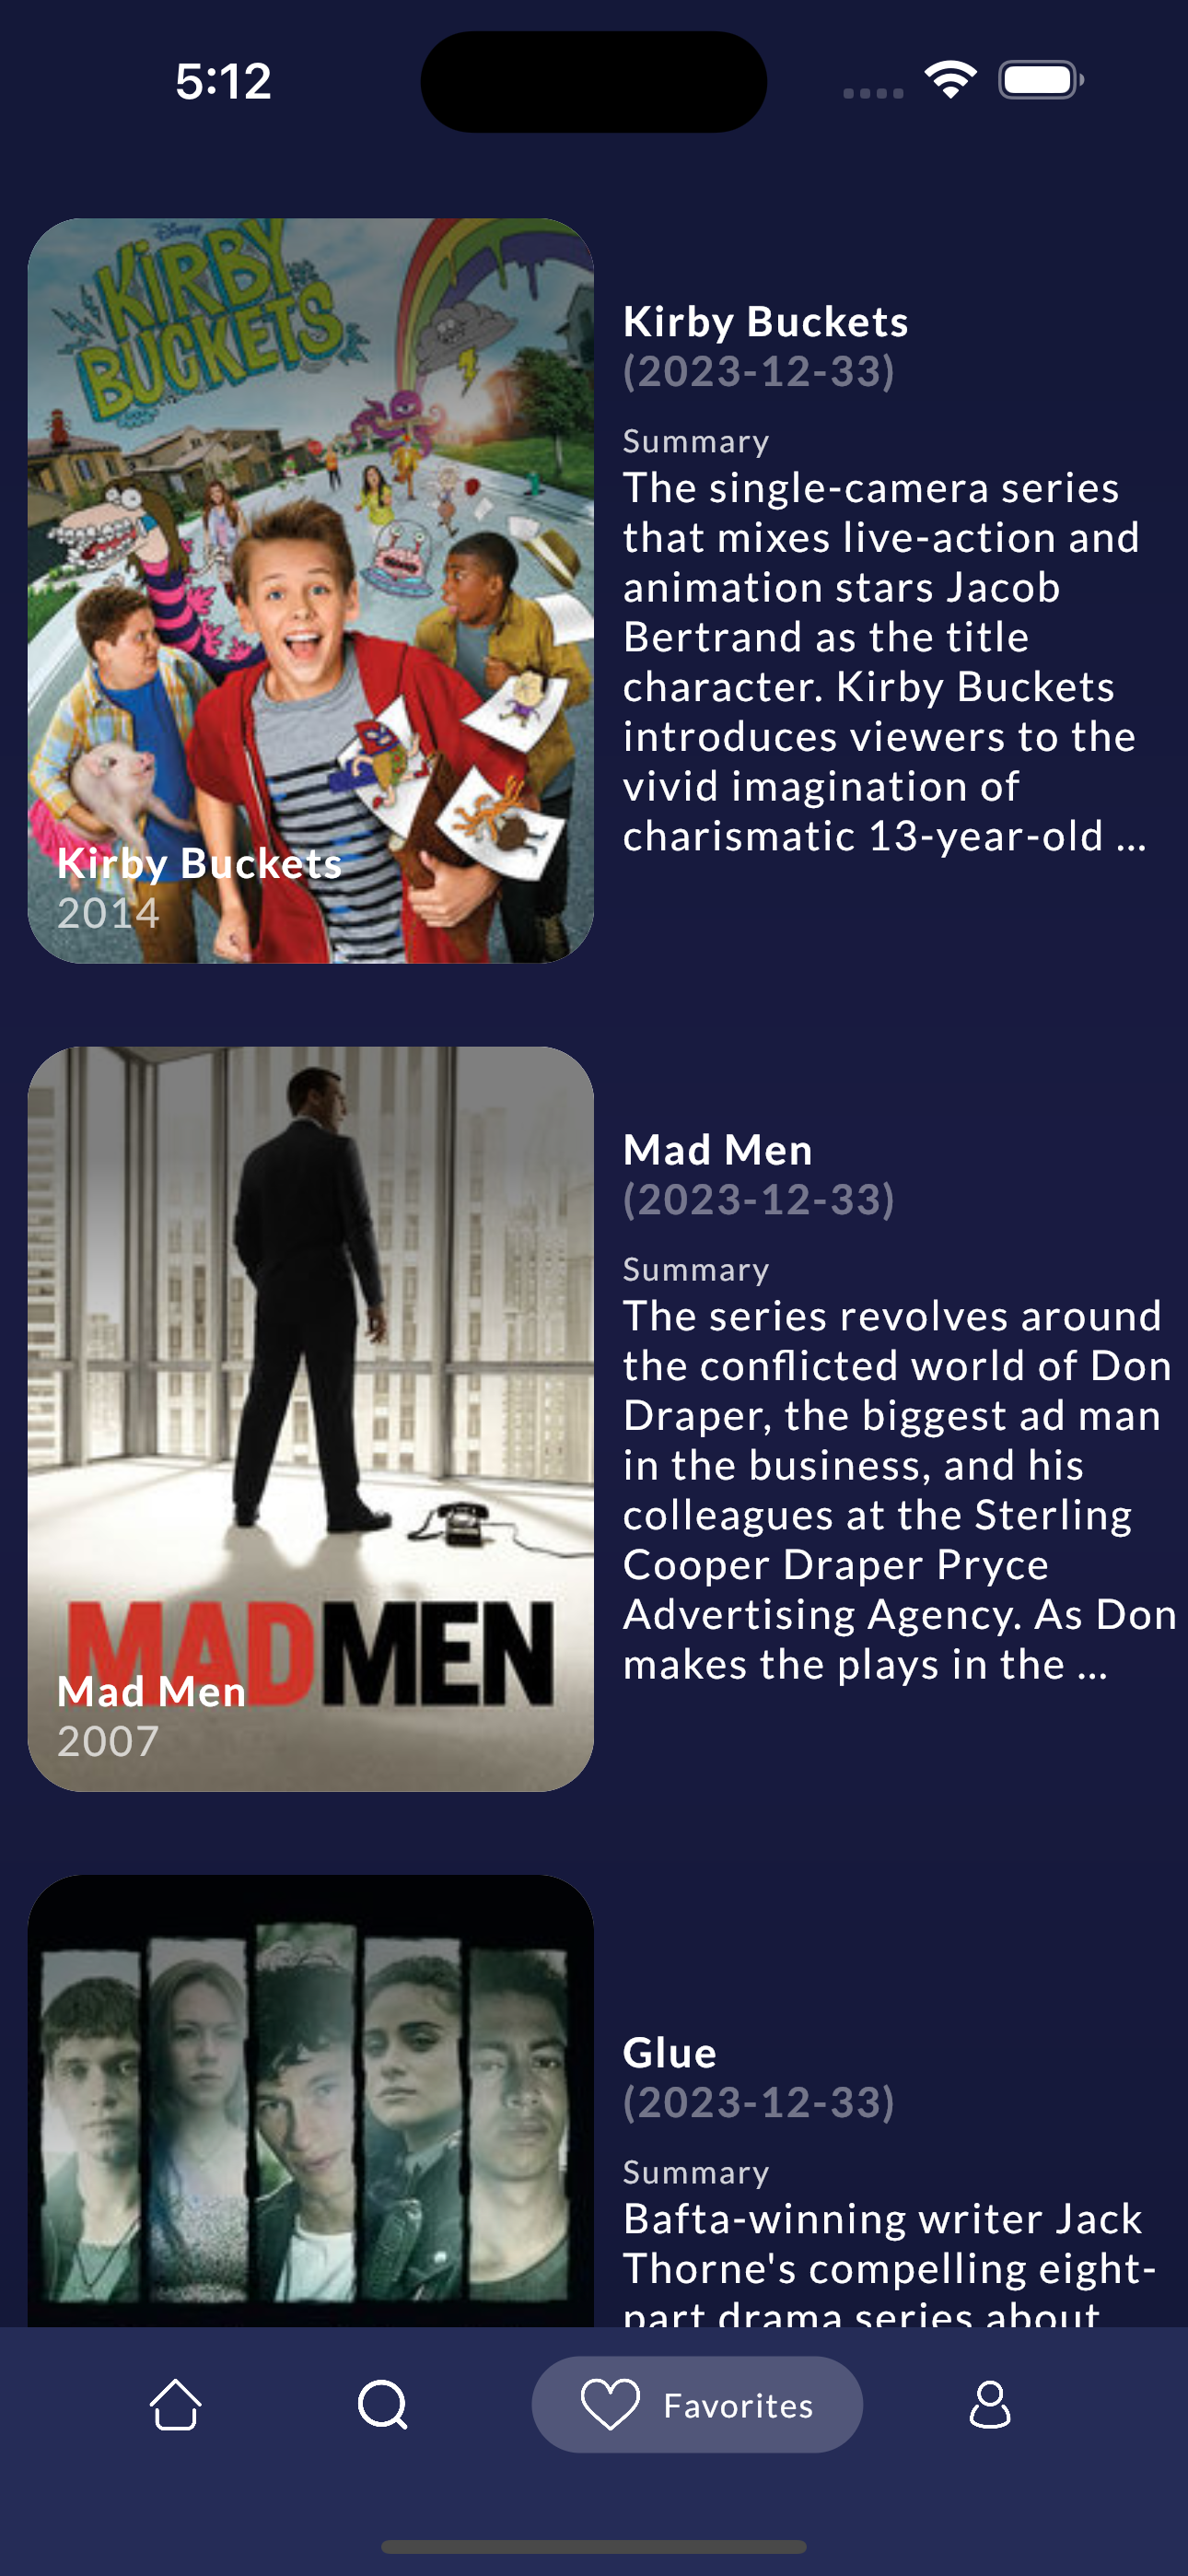 5:12
Disney
KIRBY
BUCKETS
Kirby Buckets
2014
Kirby Buckets
(2023-12-33)
Summary
The single-camera series
that mixes live-action and
animation stars Jacob
Bertrand as the title
character. Kirby Buckets
introduces viewers to the
vivid imagination of
charismatic 13-year-old ...
MADMEN
Mad Men
2007
Mad Men
(2023-12-33)
Summary
The series revolves around
the conflicted world of Don
Draper, the biggest ad man
in the business, and his
colleagues at the Sterling
Cooper Draper Pryce
Advertising Agency. As Don
makes the plays in the ...
Glue
(2023-12-33)
Summary
Bafta-winning writer Jack
Thorne's compelling eight-
part drama series about
Favorites